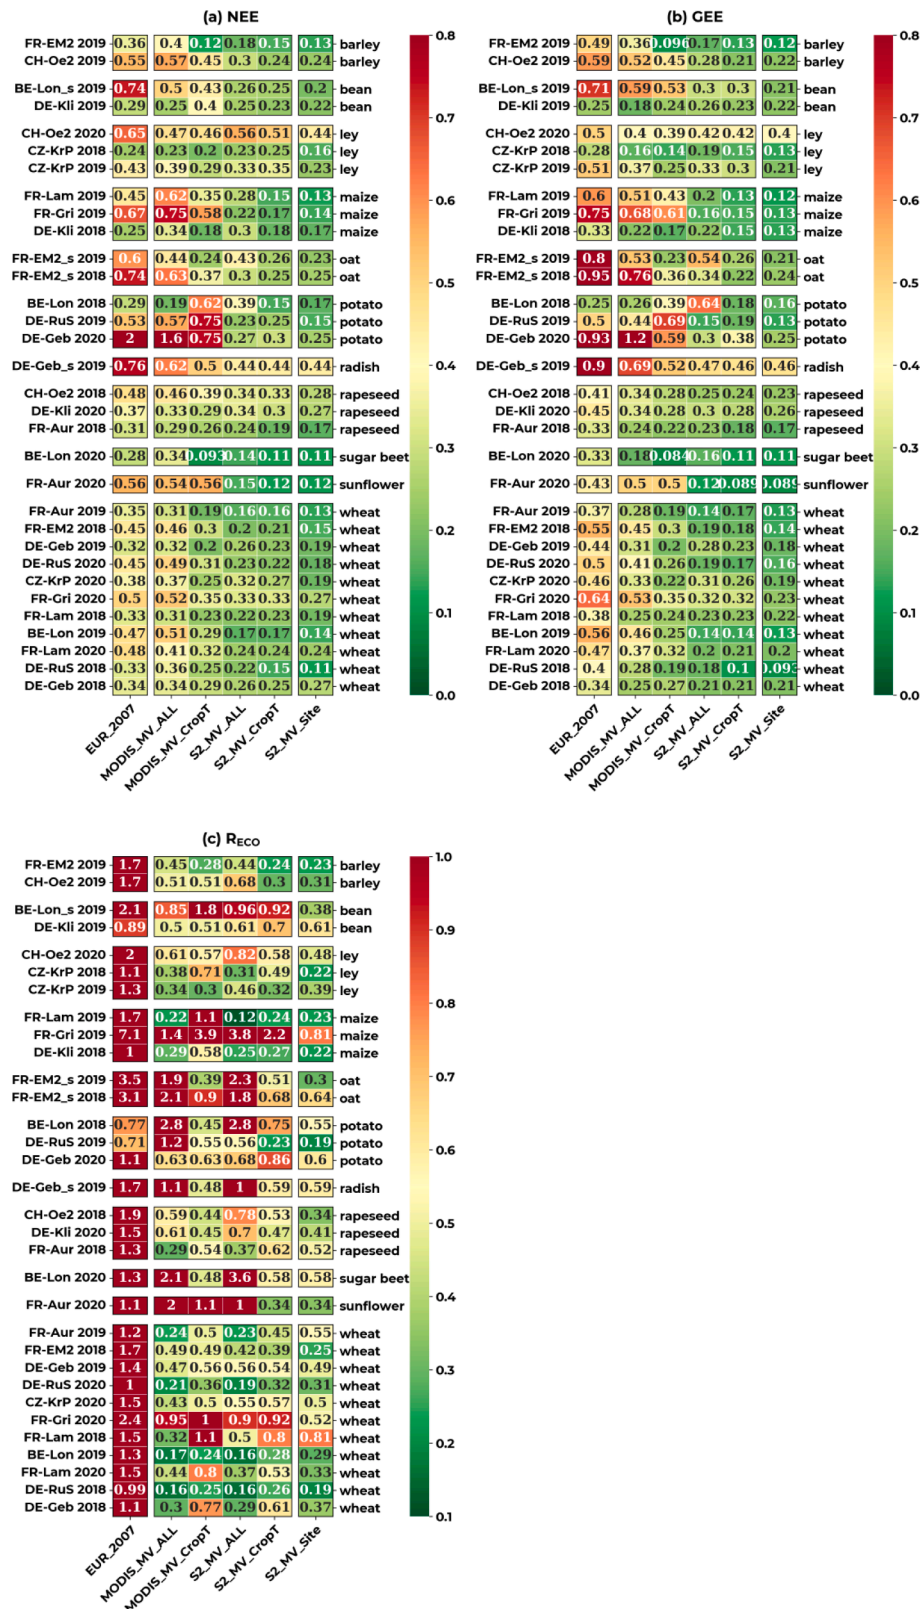 (a) NEE
FR-EM2 2019 0.36 0.4 0.12 0.18 0.15 0.13 barley
CH-Oe2 2019 0.55 0.57 0.45 0.3 0.24 0.24 barley
BE-Lon_s 2019 0.74 0.5 0.43 0.26 0.25 0.2 bean
DE-Kli 2019 0.29 0.25 0.4 0.25 0.23 0.22 bean
CH-Oe2 2020 0.65 0.47 0.46 0.56 0.51 0.44 ley
CZ-KrP 2018 0.24 0.23 0.2 0.23 0.25 0.16 ley
CZ-KrP 2019 0.43 0.39 0.29 0.33 0.35 0.23 ley
FR-Lam 2019 0.45 0.62 0.35 0.28 0.15 0.13 maize
FR-Gri 2019 0.67 0.75 0.58 0.22 0.17 0.14 maize
DE-Kli 2018 0.25 0.34 0.18 0.3 0.18 0.17 maize
FR-EM2_s 2019 0.6 0.44 0.24 0.43 0.26 0.23 oat
FR-EM2_s 2018 0.74 0.63 0.37 0.3 0.25 0.25 oat
BE-Lon 2018 0.29 0.19 0.62 0.39 0.15 0.17 potato
DE-RuS 2019 0.53 0.57 0.75 0.23 0.25 0.15 potato
DE-Geb 2020 2 1.6 0.75 0.27 0.3 0.25 potato
DE-Geb_s 2019 0.76 0.62 0.5 0.44 0.44 0.44 radish
CH-Oe2 2018 0.48 0.46 0.39 0.34 0.33 0.28 rapeseed
DE-Kli 2020 0.37 0.33 0.29 0.34 0.3 0.27 rapeseed
FR-Aur 2018 0.31 0.29 0.26 0.24 0.19 0.17 rapeseed
BE-Lon 2020 0.28 0.34 0.093 0.14 0.11 0.11 sugar beet
FR-Aur 2020 0.56 0.54 0.56 0.15 0.12 0.12 sunflower
FR-Aur 2019 0.35 0.31 0.19 0.16 0.16 0.13 wheat
FR-EM2 2018 0.45 0.46 0.3 0.2 0.21 0.15 wheat
DE-Geb 2019 0.32 0.32 0.2 0.26 0.23 0.19 wheat
DE-RuS 2020 0.45 0.49 0.31 0.23 0.22 0.18 wheat
CZ-KrP 2020 0.38 0.37 0.25 0.32 0.27 0.19 wheat
FR-Gri 2020 0.5 0.52 0.35 0.33 0.33 0.27 wheat
FR-Lam 2018 0.33 0.31 0.23 0.22 0.23 0.19 wheat
BE-Lon 2019 0.47 0.51 0.29 0.17 0.17 0.14 wheat
FR-Lam 2020 0.48 0.41 0.32 0.24 0.24 0.24 wheat
DE-RuS 2018 0.33 0.36 0.25 0.22 0.15 0.11 wheat
DE-Geb 2018 0.34 0.34 0.29 0.26 0.25 0.27 wheat
EUR_2007 MODIS_MV_ALL MODIS_MV_CropT S2_MV_ALL S2_MV_CropT S2_MV_Site
0.8
0.7
0.6
0.5
0.4
0.3
0.2
0.1
0.0
(b) GEE
FR-EM2 2019 0.49 0.36 0.096 0.17 0.13 0.12 barley
CH-Oe2 2019 0.59 0.52 0.45 0.28 0.21 0.22 barley
BE-Lon_s 2019 0.71 0.59 0.53 0.3 0.3 0.21 bean
DE-Kli 2019 0.25 0.18 0.24 0.26 0.23 0.22 bean
CH-Oe2 2020 0.5 0.4 0.39 0.42 0.42 0.4 ley
CZ-KrP 2018 0.28 0.16 0.14 0.19 0.15 0.13 ley
CZ-KrP 2019 0.51 0.37 0.25 0.33 0.3 0.21 ley
FR-Lam 2019 0.6 0.51 0.43 0.2 0.13 0.12 maize
FR-Gri 2019 0.75 0.68 0.61 0.16 0.15 0.13 maize
DE-Kli 2018 0.33 0.22 0.17 0.22 0.15 0.13 maize
FR-EM2_s 2019 0.8 0.53 0.23 0.54 0.26 0.21 oat
FR-EM2_s 2018 0.95 0.76 0.36 0.34 0.22 0.24 oat
BE-Lon 2018 0.25 0.26 0.39 0.64 0.18 0.16 potato
DE-RuS 2019 0.5 0.44 0.69 0.15 0.19 0.13 potato
DE-Geb 2020 0.93 1.2 0.59 0.3 0.38 0.25 potato
DE-Geb_s 2019 0.9 0.69 0.52 0.47 0.46 0.46 radish
CH-Oe2 2018 0.41 0.34 0.28 0.25 0.24 0.23 rapeseed
DE-Kli 2020 0.45 0.34 0.28 0.3 0.28 0.26 rapeseed
FR-Aur 2018 0.33 0.24 0.22 0.23 0.18 0.17 rapeseed
BE-Lon 2020 0.33 0.18 0.084 0.16 0.11 0.11 sugar beet
FR-Aur 2020 0.43 0.5 0.5 0.12 0.089 0.089 sunflower
FR-Aur 2019 0.37 0.28 0.19 0.14 0.17 0.13 wheat
FR-EM2 2018 0.55 0.45 0.3 0.19 0.18 0.14 wheat
DE-Geb 2019 0.44 0.31 0.2 0.28 0.23 0.18 wheat
DE-RuS 2020 0.5 0.41 0.26 0.19 0.17 0.16 wheat
CZ-KrP 2020 0.46 0.33 0.22 0.31 0.26 0.19 wheat
FR-Gri 2020 0.64 0.53 0.35 0.32 0.32 0.23 wheat
FR-Lam 2018 0.38 0.25 0.24 0.23 0.23 0.22 wheat
BE-Lon 2019 0.56 0.46 0.25 0.14 0.14 0.13 wheat
FR-Lam 2020 0.47 0.37 0.32 0.2 0.21 0.2 wheat
DE-RuS 2018 0.4 0.28 0.19 0.18 0.1 0.093 wheat
DE-Geb 2018 0.34 0.25 0.27 0.21 0.21 0.21 wheat
EUR_2007 MODIS_MV_ALL MODIS_MV_CropT S2_MV_ALL S2_MV_CropT S2_MV_Site
0.8
0.7
0.6
0.5
0.4
0.3
0.2
0.1
0.0
(c) RECO
FR-EM2 2019 1.7 0.45 0.28 0.44 0.24 0.23 barley
CH-Oe2 2019 1.7 0.51 0.51 0.68 0.3 0.31 barley
BE-Lon_s 2019 2.1 0.85 1.8 0.96 0.92 0.38 bean
DE-Kli 2019 0.89 0.5 0.51 0.61 0.7 0.61 bean
CH-Oe2 2020 2 0.61 0.57 0.82 0.58 0.48 ley
CZ-KrP 2018 1.1 0.38 0.71 0.31 0.49 0.22 ley
CZ-KrP 2019 1.3 0.34 0.3 0.46 0.32 0.39 ley
FR-Lam 2019 1.7 0.22 1.1 0.12 0.24 0.23 maize
FR-Gri 2019 7.1 1.4 3.9 3.8 2.2 0.81 maize
DE-Kli 2018 1 0.29 0.58 0.25 0.27 0.22 maize
FR-EM2_s 2019 3.5 1.9 0.39 2.3 0.51 0.3 oat
FR-EM2_s 2018 3.1 2.1 0.9 1.8 0.68 0.64 oat
BE-Lon 2018 0.77 2.8 0.45 2.8 0.75 0.55 potato
DE-RuS 2019 0.71 1.2 0.55 0.56 0.23 0.19 potato
DE-Geb 2020 1.1 0.63 0.63 0.68 0.86 0.6 potato
DE-Geb_s 2019 1.7 1.1 0.48 1 0.59 0.59 radish
CH-Oe2 2018 1.9 0.59 0.44 0.78 0.53 0.34 rapeseed
DE-Kli 2020 1.5 0.61 0.45 0.7 0.47 0.41 rapeseed
FR-Aur 2018 1.3 0.29 0.54 0.37 0.62 0.52 rapeseed
BE-Lon 2020 1.3 2.1 0.48 3.6 0.58 0.58 sugar beet
FR-Aur 2020 1.1 2 1.1 1 0.34 0.34 sunflower
FR-Aur 2019 1.2 0.24 0.5 0.23 0.45 0.55 wheat
FR-EM2 2018 1.7 0.49 0.49 0.42 0.39 0.25 wheat
DE-Geb 2019 1.4 0.47 0.56 0.56 0.54 0.49 wheat
DE-RuS 2020 1 0.21 0.36 0.19 0.32 0.31 wheat
CZ-KrP 2020 1.5 0.43 0.5 0.55 0.57 0.5 wheat
FR-Gri 2020 2.4 0.95 1 0.9 0.92 0.52 wheat
FR-Lam 2018 1.5 0.32 1.1 0.5 0.8 0.81 wheat
BE-Lon 2019 1.3 0.17 0.24 0.16 0.28 0.29 wheat
FR-Lam 2020 1.5 0.44 0.8 0.37 0.53 0.33 wheat
DE-RuS 2018 0.99 0.16 0.25 0.16 0.26 0.19 wheat
DE-Geb 2018 1.1 0.3 0.77 0.29 0.61 0.37 wheat
EUR_2007 MODIS_MV_ALL MODIS_MV_CropT S2_MV_ALL S2_MV_CropT S2_MV_Site
1.0
0.9
0.8
0.7
0.6
0.5
0.4
0.3
0.2
0.1